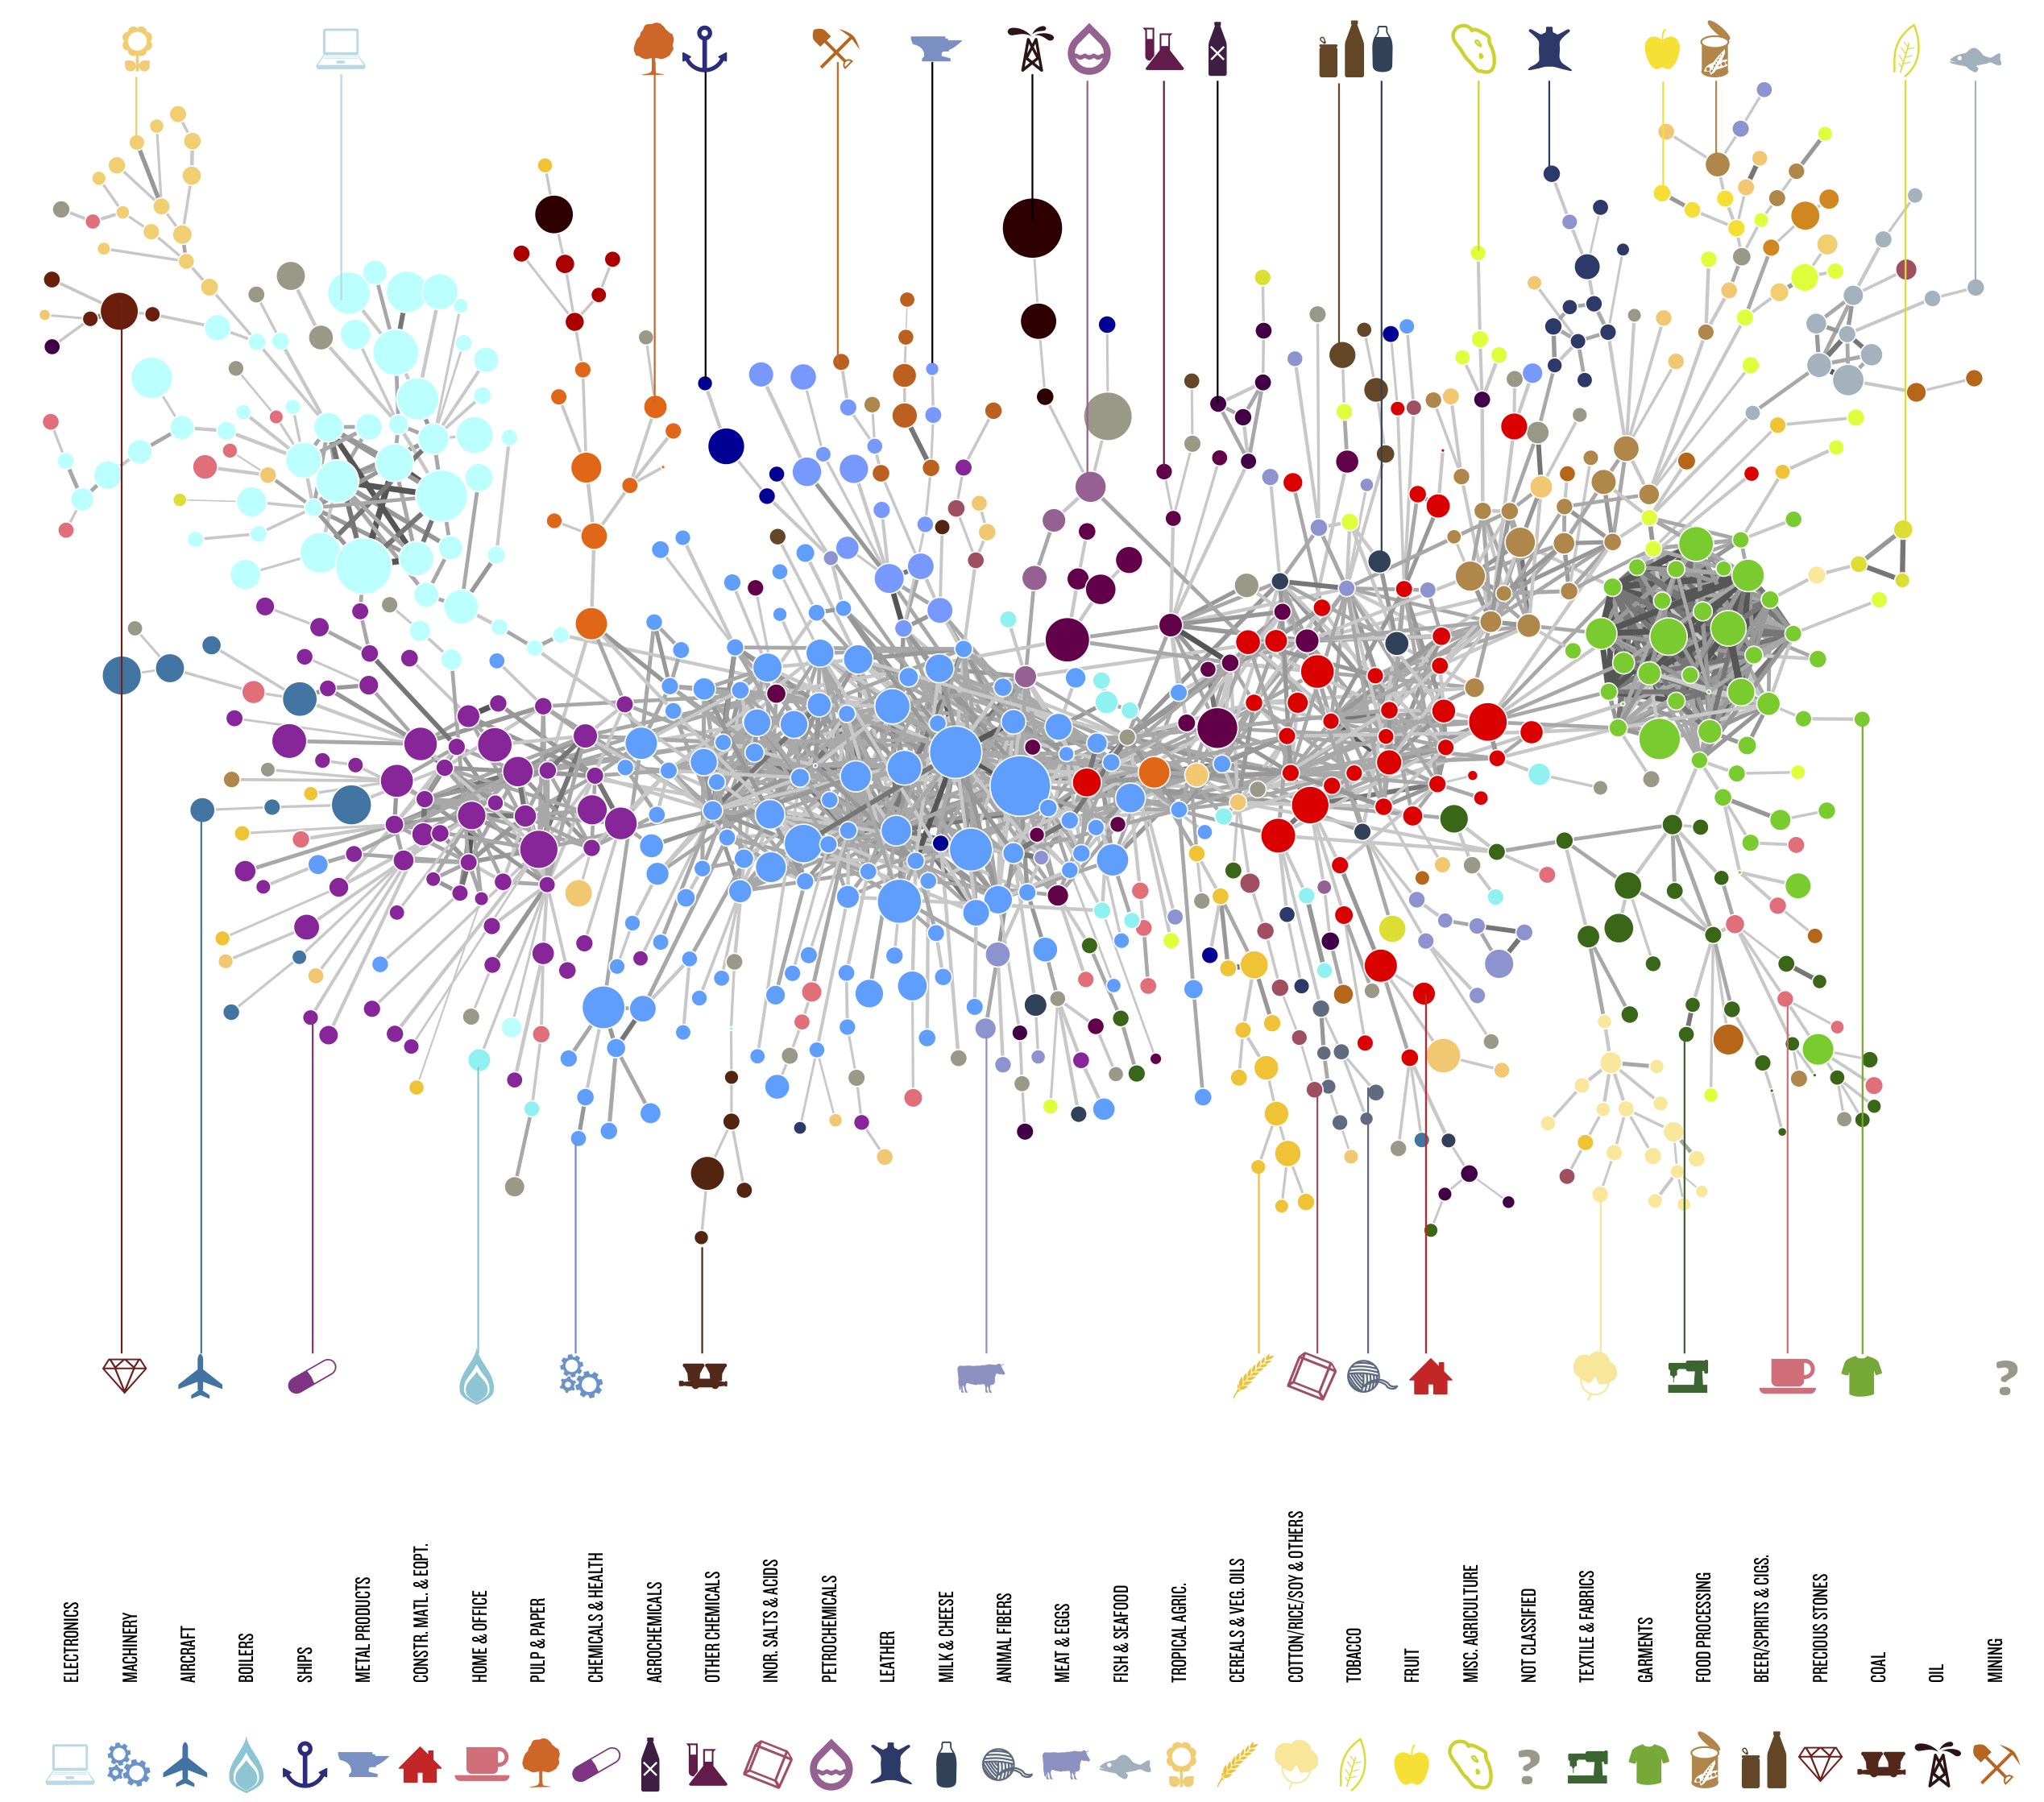 ELECTRONICS
MACHINERY
AIRCRAFT
BOILERS
SHIPS
METAL PRODUCTS
CONSTR. MATL. & EQPT.
HOME & OFFICE
PULP & PAPER
CHEMICALS & HEALTH
AGROCHEMICALS
OTHER CHEMICALS
INOR. SALTS & ACIDS
PETROCHEMICALS
LEATHER
MILK & CHEESE
ANIMAL FIBERS
MEAT & EGGS
FISH & SEAFOOD
TROPICAL AGRIC.
CEREALS & VEG. OILS
COTTON/RICE/SOY & OTHERS
TOBACCO
FRUIT
MISC. AGRICULTURE
NOT CLASSIFIED
TEXTILE & FABRICS
GARMENTS
FOOD PROCESSING
BEER/SPIRITS & CIGS.
PRECIOUS STONES
COAL
OIL
MINING